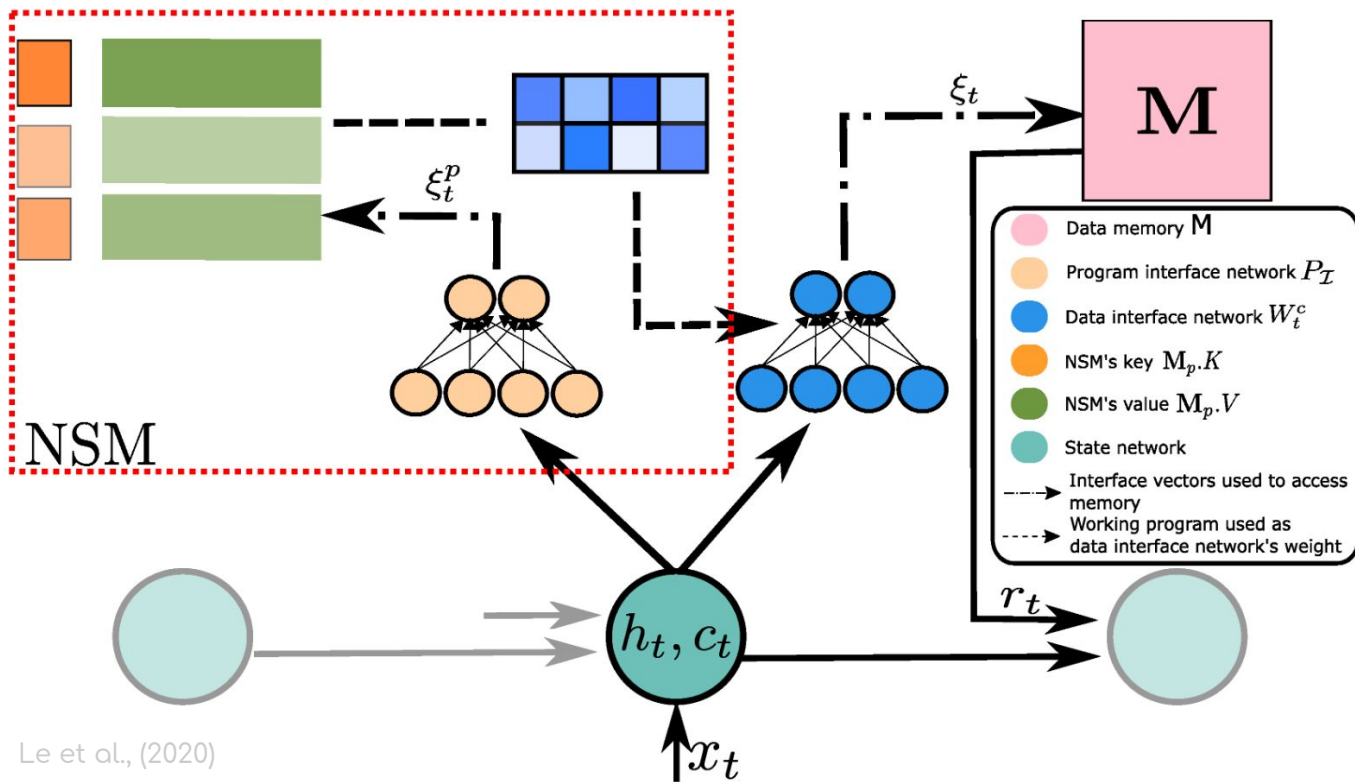 ξ_t
M
ξ_t^p
Data memory M
Program interface network P_𝓘
Data interface network W_t^c
NSM's key M_p.K
NSM's value M_p.V
State network
Interface vectors used to access
memory
Working program used as
data interface network's weight
NSM
r_t
h_t, c_t
x_t
Le et al., (2020)